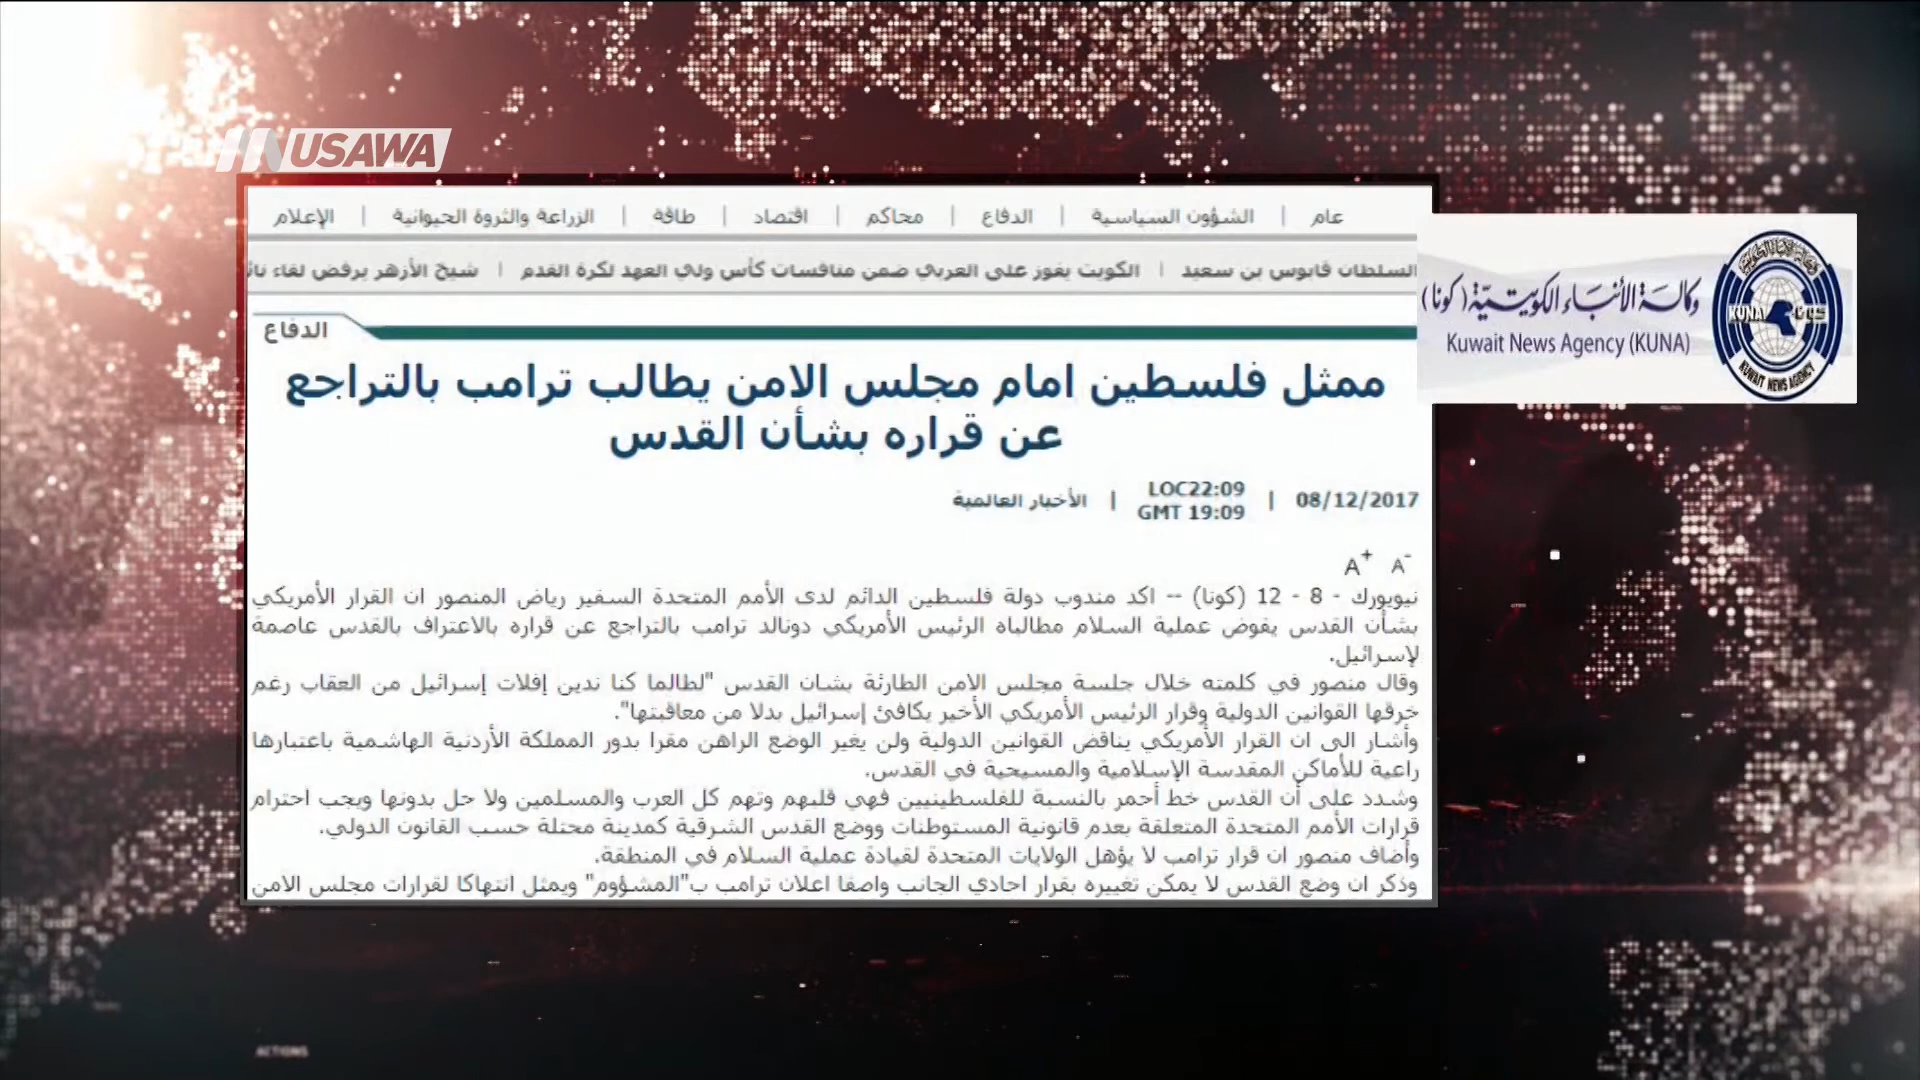 USAWA
عام | الشؤون السياسية | الدفاع | محاكم | اقتصاد | طاقة | الزراعة والثروة الحيوانية | الإعلام
السلطان قابوس بن سعيد | الكويت يفوز على العربي ضمن منافسات كأس ولي العهد لكرة القدم | شيخ الأزهر يرفض لقاء نائ
وكالة الأنباء الكويتية (كونا)
Kuwait News Agency (KUNA)
KUNA كونا
KUWAIT NEWS AGENCY
الدفاع
ممثل فلسطين امام مجلس الامن يطالب ترامب بالتراجع
عن قراره بشأن القدس
08/12/2017 | LOC22:09 | الأخبار العالمية
GMT 19:09
A+ A-
نيويورك - 8 - 12 (كونا) -- اكد مندوب دولة فلسطين الدائم لدى الأمم المتحدة السفير رياض المنصور ان القرار الأمريكي
بشأن القدس يقوض عملية السلام مطالباه الرئيس الأمريكي دونالد ترامب بالتراجع عن قراره بالاعتراف بالقدس عاصمة
لإسرائيل.
وقال منصور في كلمته خلال جلسة مجلس الامن الطارئة بشان القدس "لطالما كنا ندين إفلات إسرائيل من العقاب رغم
خرقها القوانين الدولية وقرار الرئيس الأمريكي الأخير يكافئ إسرائيل بدلا من معاقبتها".
وأشار الى ان القرار الأمريكي يناقض القوانين الدولية ولن يغير الوضع الراهن مقرا بدور المملكة الأردنية الهاشمية باعتبارها
راعية للأماكن المقدسة الإسلامية والمسيحية في القدس.
وشدد على أن القدس خط أحمر بالنسبة للفلسطينيين فهي قلبهم وتهم كل العرب والمسلمين ولا حل بدونها ويجب احترام
قرارات الأمم المتحدة المتعلقة بعدم قانونية المستوطنات ووضع القدس الشرقية كمدينة محتلة حسب القانون الدولي.
وأضاف منصور ان قرار ترامب لا يؤهل الولايات المتحدة لقيادة عملية السلام في المنطقة.
وذكر ان وضع القدس لا يمكن تغييره بقرار احادي الجانب واصفا اعلان ترامب ب"المشؤوم" ويمثل انتهاكا لقرارات مجلس الامن
ACTIONS